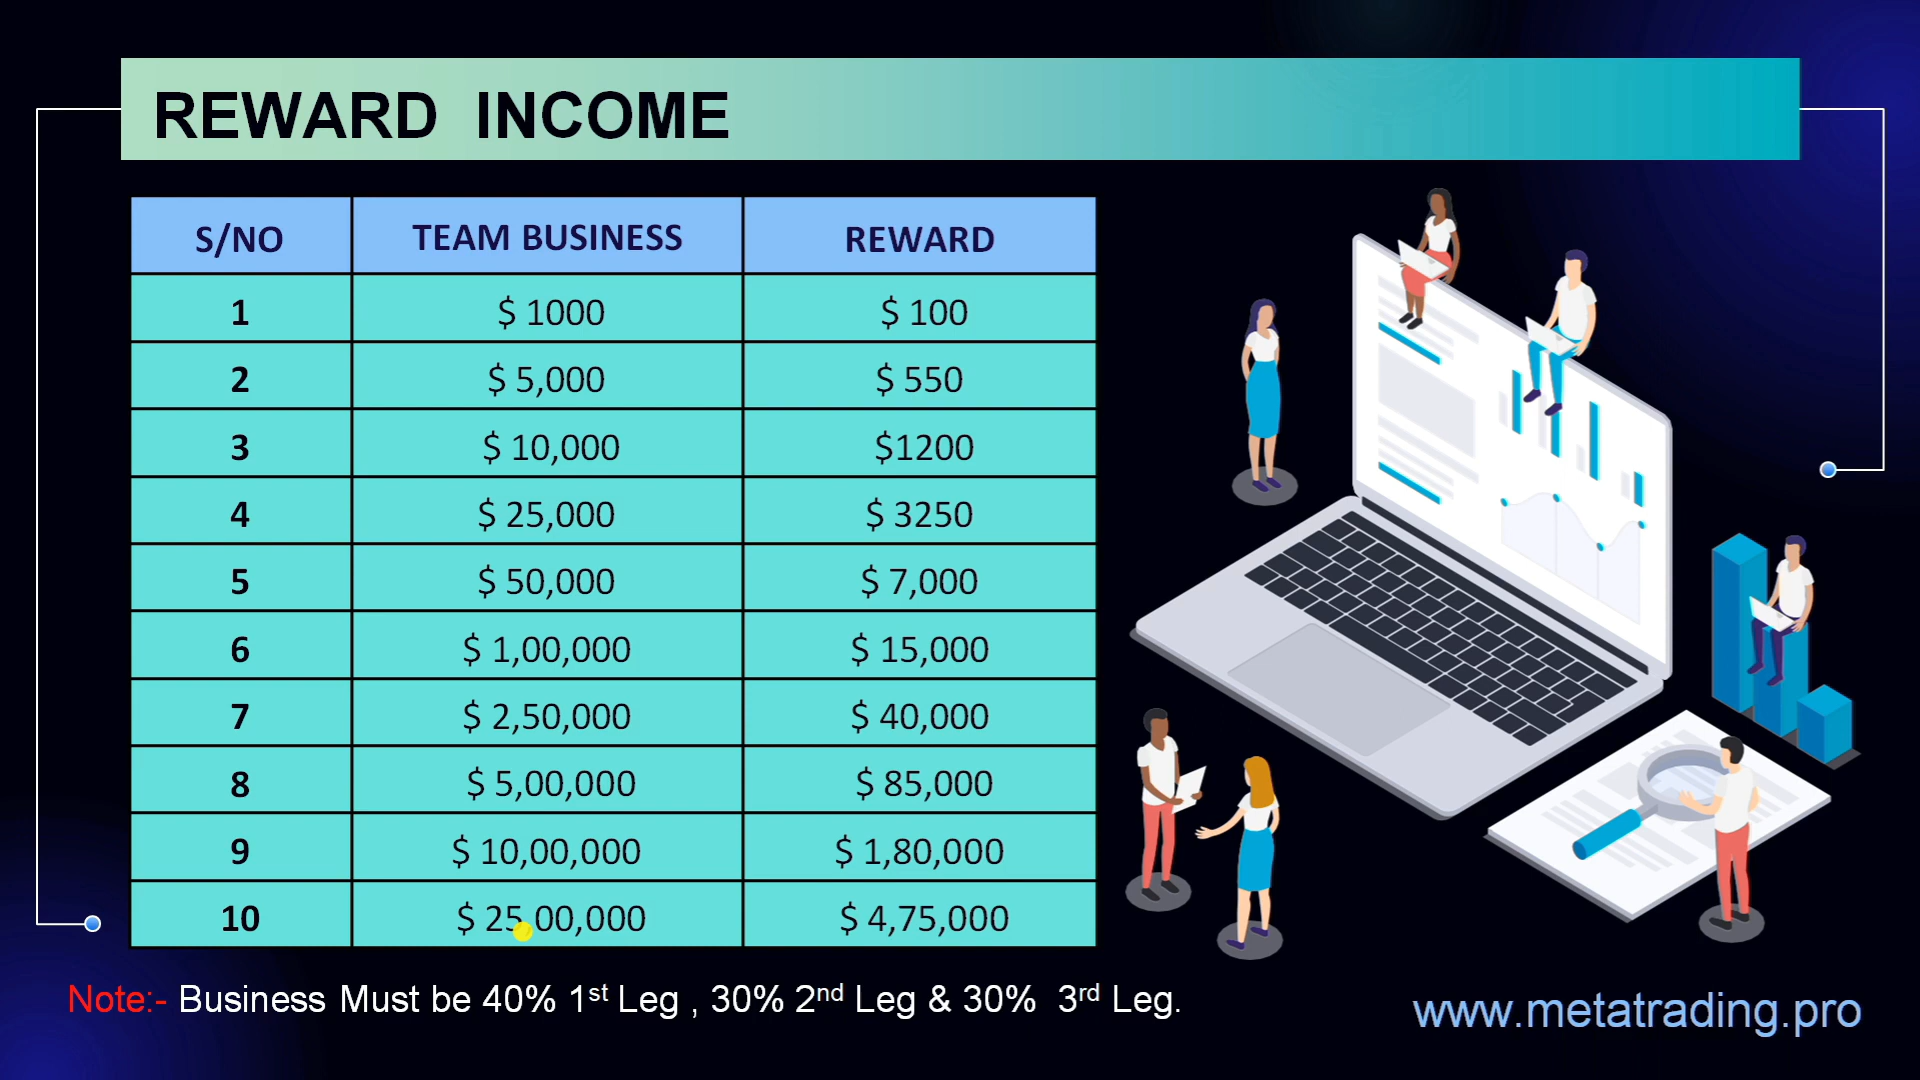 REWARD INCOME
S/NO TEAM BUSINESS REWARD
1 $ 1000 $ 100
2 $ 5,000 $ 550
3 $ 10,000 $1200
4 $ 25,000 $ 3250
5 $ 50,000 $ 7,000
6 $ 1,00,000 $ 15,000
7 $ 2,50,000 $ 40,000
8 $ 5,00,000 $ 85,000
9 $ 10,00,000 $ 1,80,000
10 $ 25,00,000 $ 4,75,000
Note:- Business Must be 40% 1st Leg , 30% 2nd Leg & 30% 3rd Leg.
www.metatrading.pro